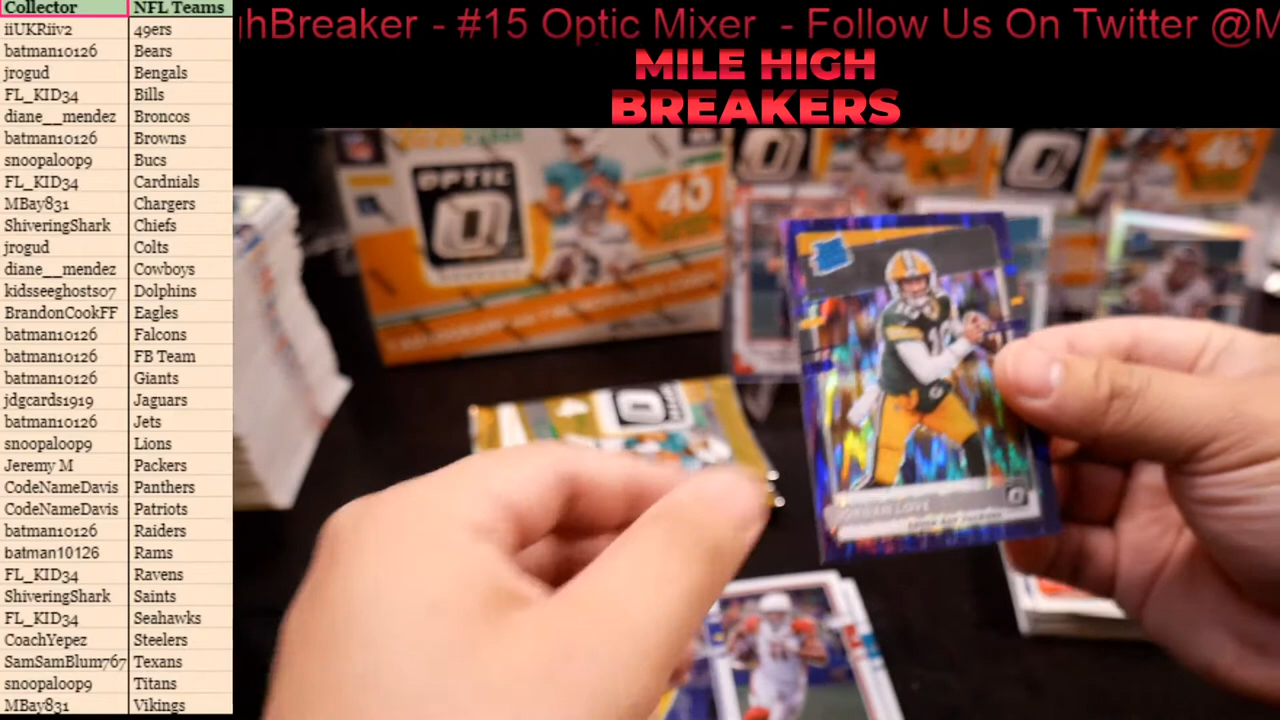 Collector NFL Teams
iiUKRiiv2 49ers
batman10126 Bears
jrogud Bengals
FL_KID34 Bills
diane__mendez Broncos
batman10126 Browns
snoopaloop9 Bucs
FL_KID34 Cardnials
MBay831 Chargers
ShiveringShark Chiefs
jrogud Colts
diane__mendez Cowboys
kidsseeghosts07 Dolphins
BrandonCookFF Eagles
batman10126 Falcons
batman10126 FB Team
batman10126 Giants
jdgcards1919 Jaguars
batman10126 Jets
snoopaloop9 Lions
Jeremy M Packers
CodeNameDavis Panthers
CodeNameDavis Patriots
batman10126 Raiders
batman10126 Rams
FL_KID34 Ravens
ShiveringShark Saints
FL_KID34 Seahawks
CoachYepez Steelers
SamSamBlum767 Texans
snoopaloop9 Titans
MBay831 Vikings
hBreaker - #15 Optic Mixer - Follow Us On Twitter @M
MILE HIGH
BREAKERS
OPTIC
40
40
40
JORDAN LOVE